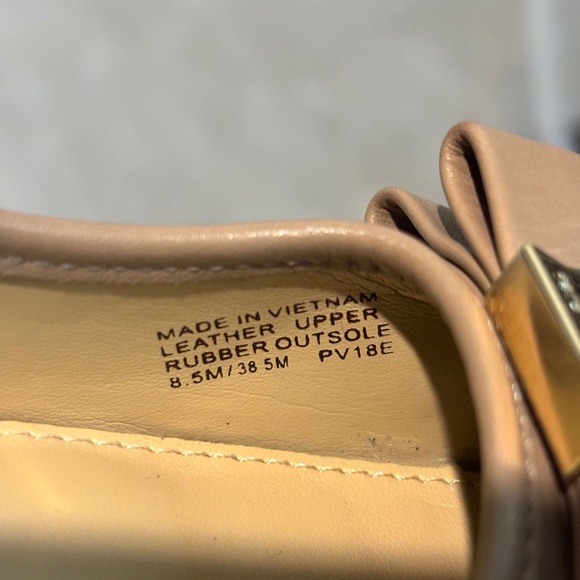 MADE IN VIETNAM
LEATHER UPPER
RUBBER OUTSOLE
8.5M/38 5M PV18E